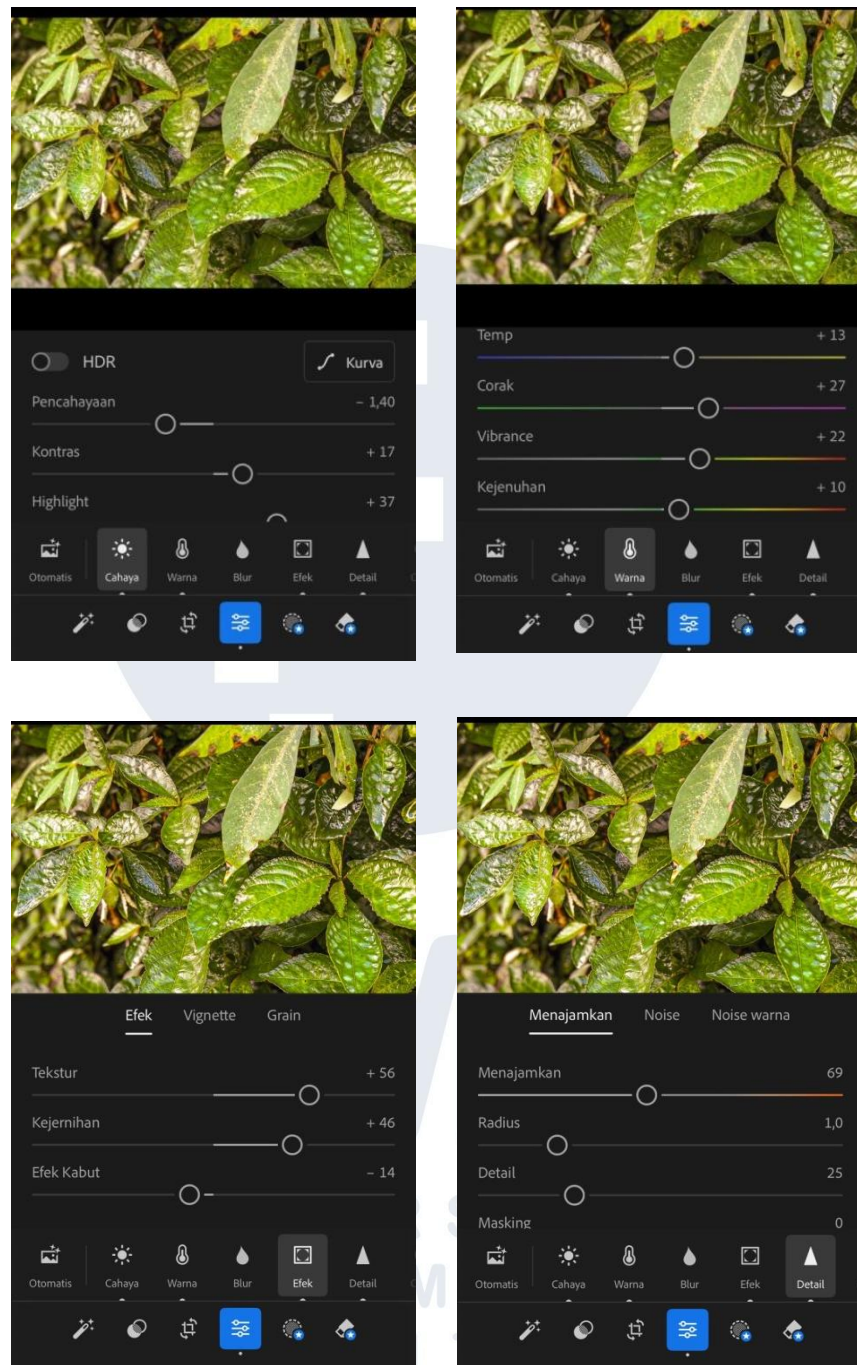 HDR
Kurva
Pencahayaan
– 1,40
Kontras
+ 17
Highlight
+ 37
Otomatis
Cahaya
Warna
Blur
Efek
Detail
Temp
+ 13
Corak
+ 27
Vibrance
+ 22
Kejenuhan
+ 10
Otomatis
Cahaya
Warna
Blur
Efek
Detail
Efek
Vignette
Grain
Tekstur
+ 56
Kejernihan
+ 46
Efek Kabut
– 14
Otomatis
Cahaya
Warna
Blur
Efek
Detail
Menajamkan
Noise
Noise warna
Menajamkan
69
Radius
1,0
Detail
25
Masking
0
Otomatis
Cahaya
Warna
Blur
Efek
Detail